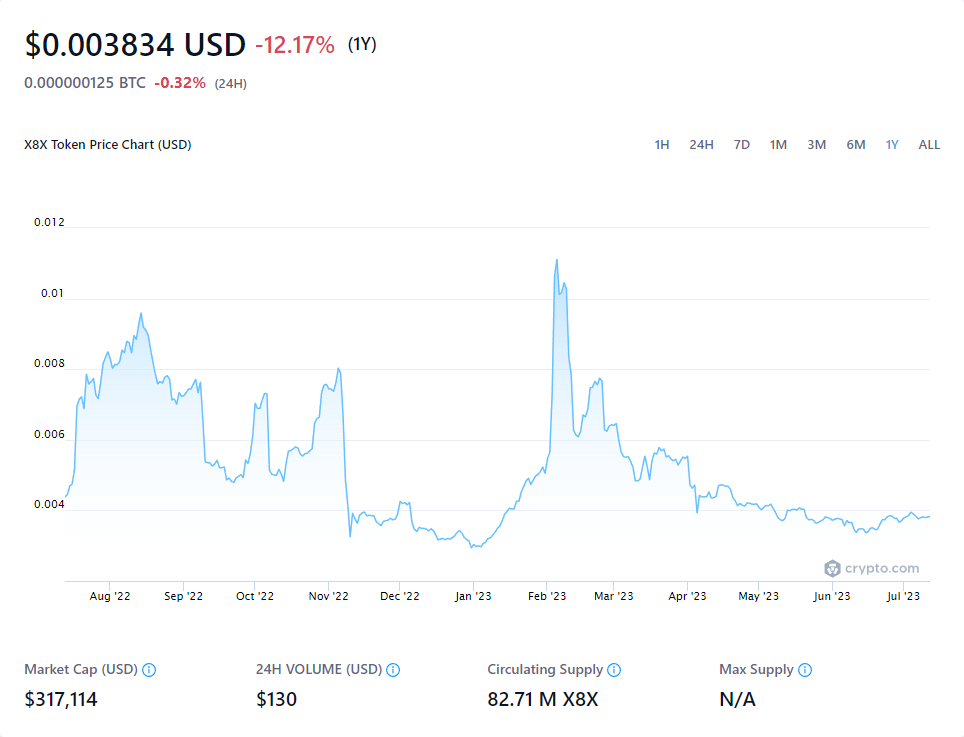 $0.003834 USD -12.17% (1Y)
0.000000125 BTC -0.32% (24H)
X8X Token Price Chart (USD) 1H 24H 7D 1M 3M 6M 1Y ALL
0.012
0.01
0.008
0.006
0.004
crypto.com
Aug '22 Sep '22 Oct '22 Nov '22 Dec '22 Jan '23 Feb '23 Mar '23 Apr '23 May '23 Jun '23 Jul '23
Market Cap (USD) 24H VOLUME (USD) Circulating Supply Max Supply
$317,114 $130 82.71 M X8X N/A